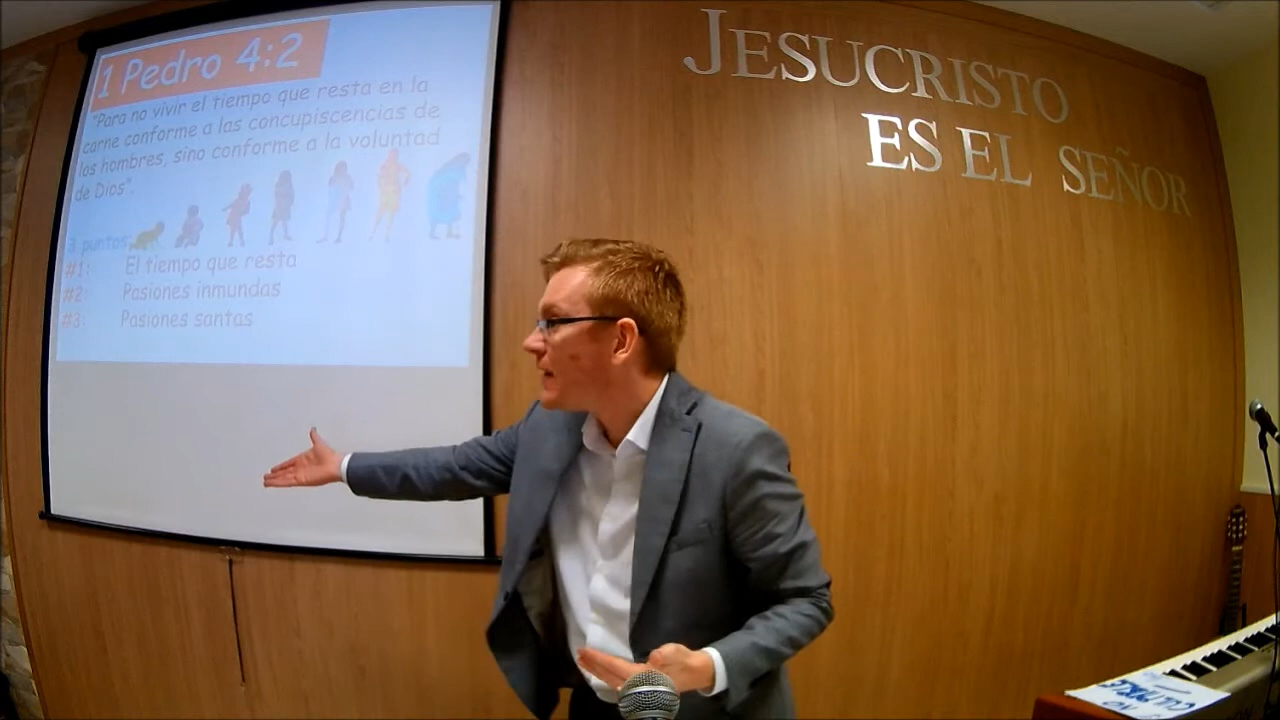 1 Pedro 4:2
"Para no vivir el tiempo que resta en la
carne conforme a las concupiscencias de
los hombres, sino conforme a la voluntad
de Dios".
3 puntos:
#1: El tiempo que resta
#2: Pasiones inmundas
#3: Pasiones santas
JESUCRISTO
ES EL SEÑOR
NO
CULPABLE